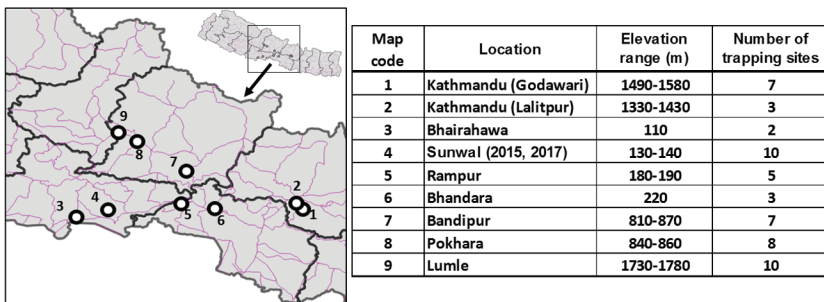 9
8
7
2
1
3
4
5
6
Map code | Location | Elevation range (m) | Number of trapping sites
1 | Kathmandu (Godawari) | 1490-1580 | 7
2 | Kathmandu (Lalitpur) | 1330-1430 | 3
3 | Bhairahawa | 110 | 2
4 | Sunwal (2015, 2017) | 130-140 | 10
5 | Rampur | 180-190 | 5
6 | Bhandara | 220 | 3
7 | Bandipur | 810-870 | 7
8 | Pokhara | 840-860 | 8
9 | Lumle | 1730-1780 | 10